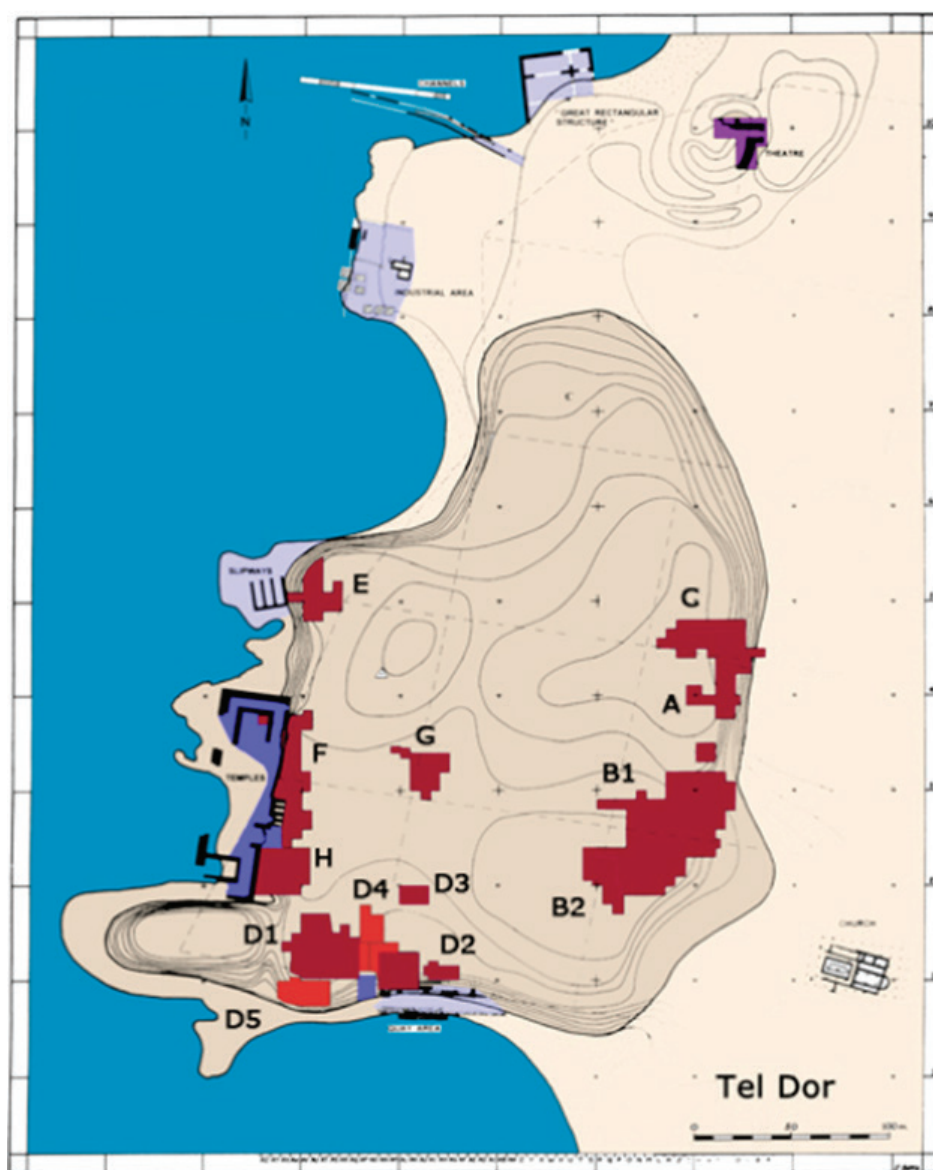 CHANNELS
N
"GREAT RECTANGULAR
STRUCTURE"
THEATRE
INDUSTRIAL AREA
SLIPWAYS
E
C
A
F
G
TEMPLES
B1
H
D4
D3
B2
D1
D2
CHURCH
D5
QUAY AREA
Tel Dor
0 50 100 m.